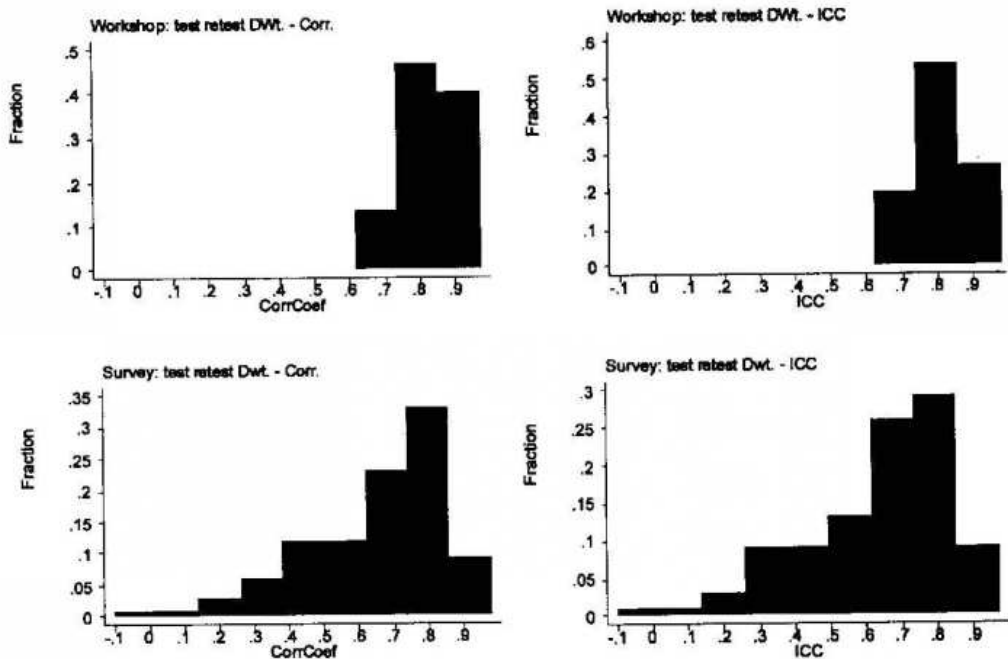 Workshop: test retest DWt. - Corr.
Fraction
.5
.4
.3
.2
.1
0
-.1 0 .1 .2 .3 .4 .5 .6 .7 .8 .9
CorrCoef
Workshop: test retest DWt. - ICC
Fraction
.6
.5
.4
.3
.2
.1
0
-.1 0 .1 .2 .3 .4 .5 .6 .7 .8 .9
ICC
Survey: test retest Dwt. - Corr.
Fraction
.35
.3
.25
.2
.15
.1
.05
0
-.1 0 .1 .2 .3 .4 .5 .6 .7 .8 .9
CorrCoef
Survey: test retest Dwt. - ICC
Fraction
.3
.25
.2
.15
.1
.05
0
-.1 0 .1 .2 .3 .4 .5 .6 .7 .8 .9
ICC